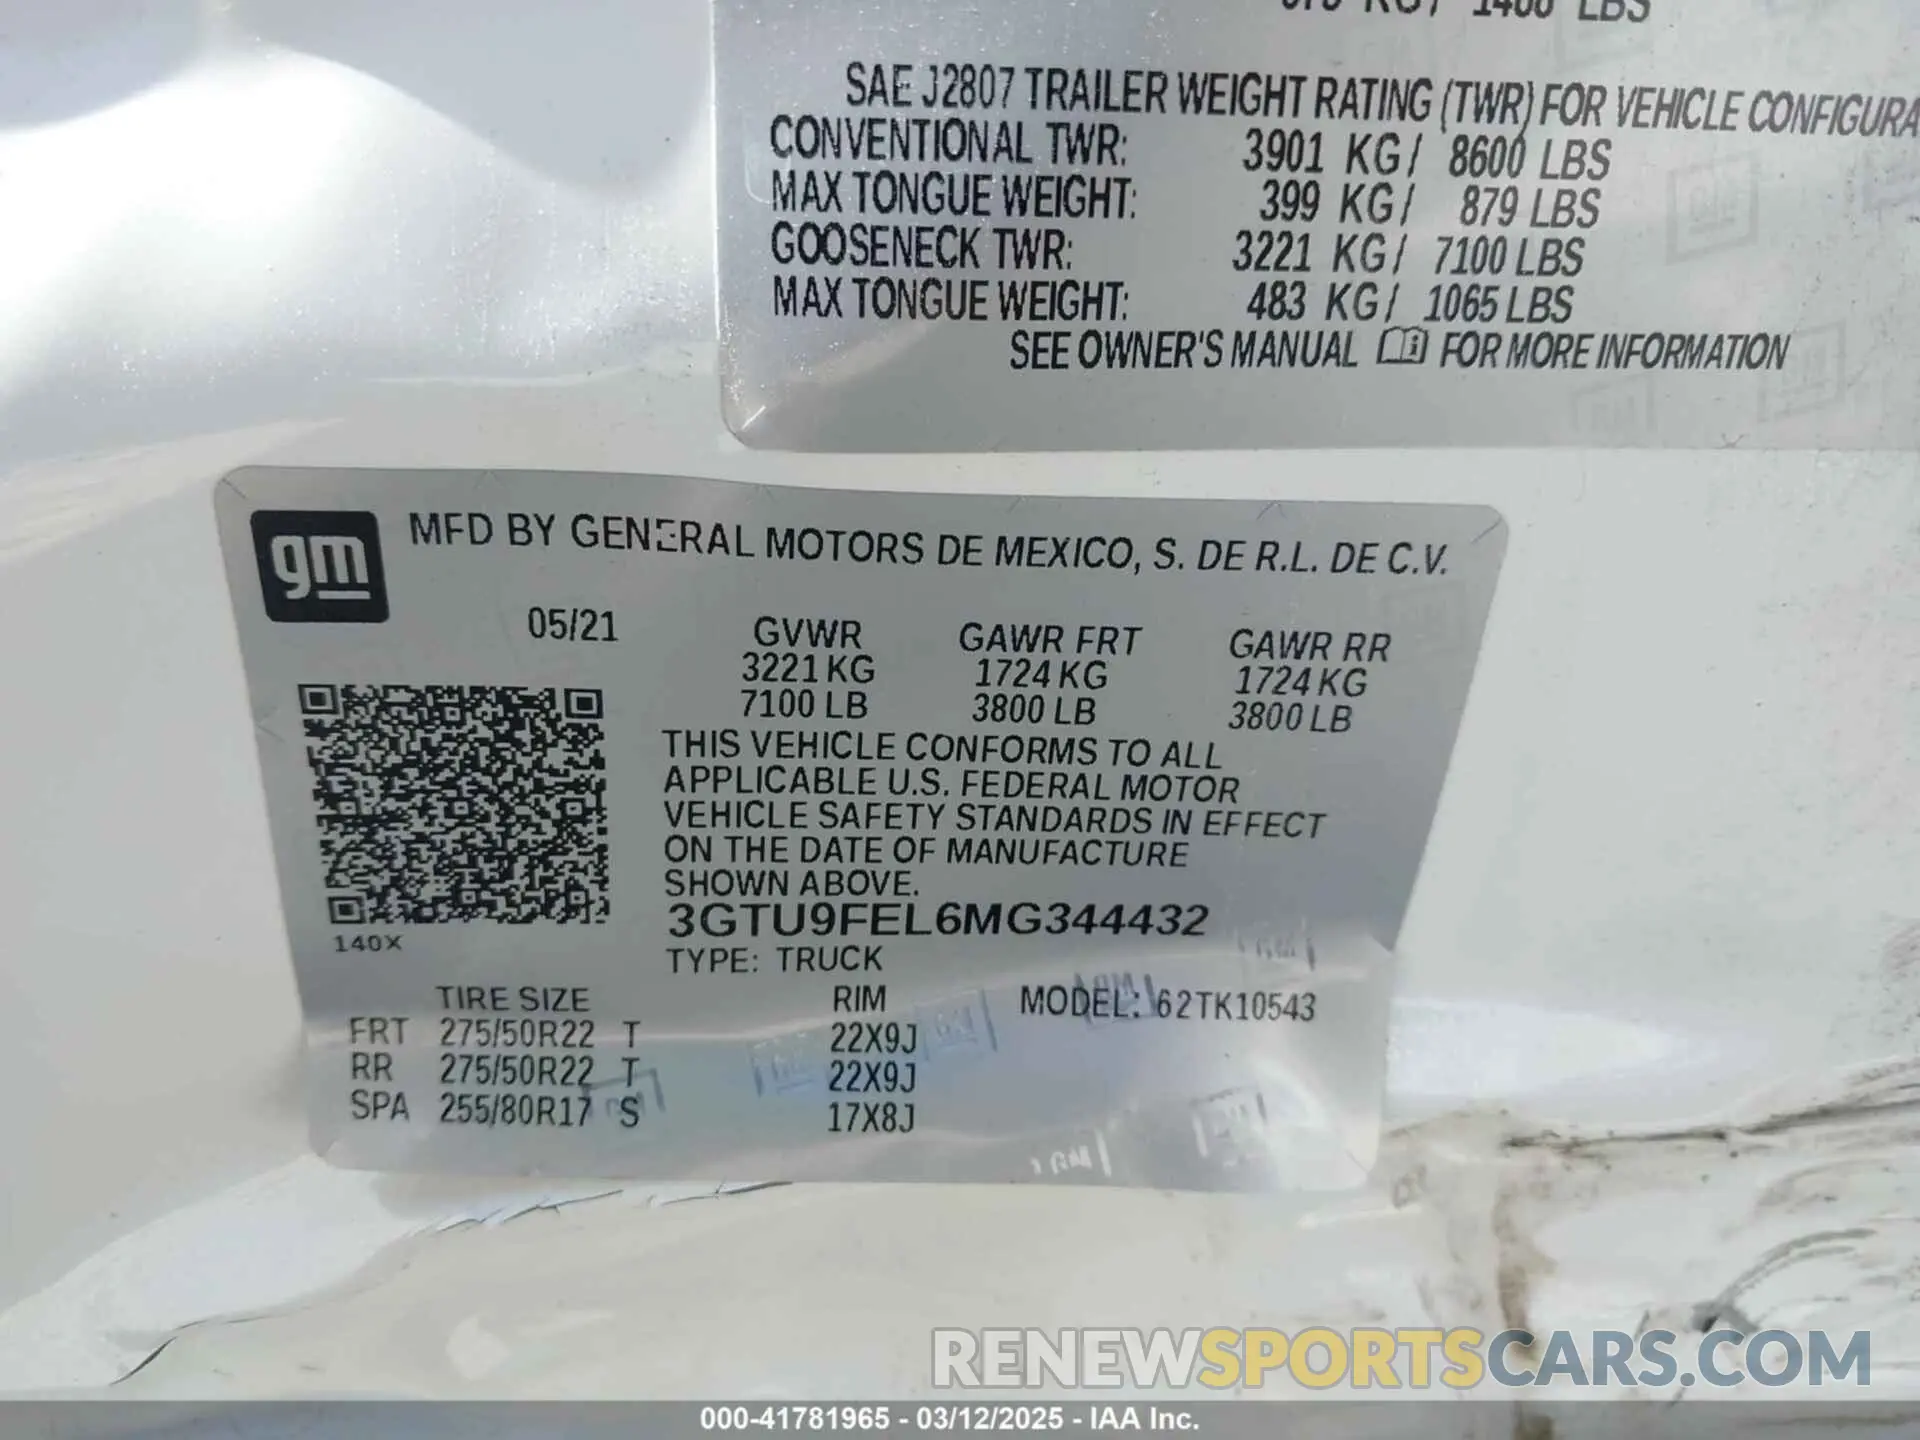 1400 LBS
SAE J2807 TRAILER WEIGHT RATING (TWR) FOR VEHICLE
CONVENTIONAL TWR: 3901 KG/ 8600 LBS
MAX TONGUE WEIGHT: 399 KG/ 879 LBS
GOOSENECK TWR: 3221 KG/ 7100 LBS
MAX TONGUE WEIGHT: 483 KG/ 1065 LBS
SEE OWNER'S MANUAL FOR MORE INFORMATION
gm
MFD BY GENERAL MOTORS DE MEXICO, S. DE R.L. DE C.V.
05/21 GVWR GAWR FRT GAWR RR
3221 KG 1724 KG 1724 KG
7100 LB 3800 LB 3800 LB
THIS VEHICLE CONFORMS TO ALL
APPLICABLE U.S. FEDERAL MOTOR
VEHICLE SAFETY STANDARDS IN EFFECT
ON THE DATE OF MANUFACTURE
SHOWN ABOVE.
3GTU9FEL6MG344432
140X
TYPE: TRUCK
TIRE SIZE RIM MODEL: 62TK10543
FRT 275/50R22 T 22X9J
RR 275/50R22 T 22X9J
SPA 255/80R17 S 17X8J
RENEWSPORTSCARS.COM
000-41781965 - 03/12/2025 - IAA Inc.